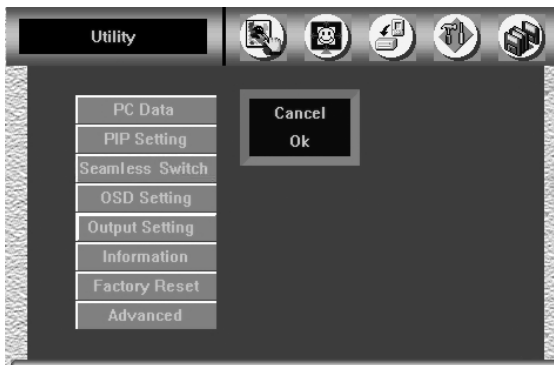 Utility
PC Data
PIP Setting
Seamless Switch
OSD Setting
Output Setting
Information
Factory Reset
Advanced
Cancel
Ok